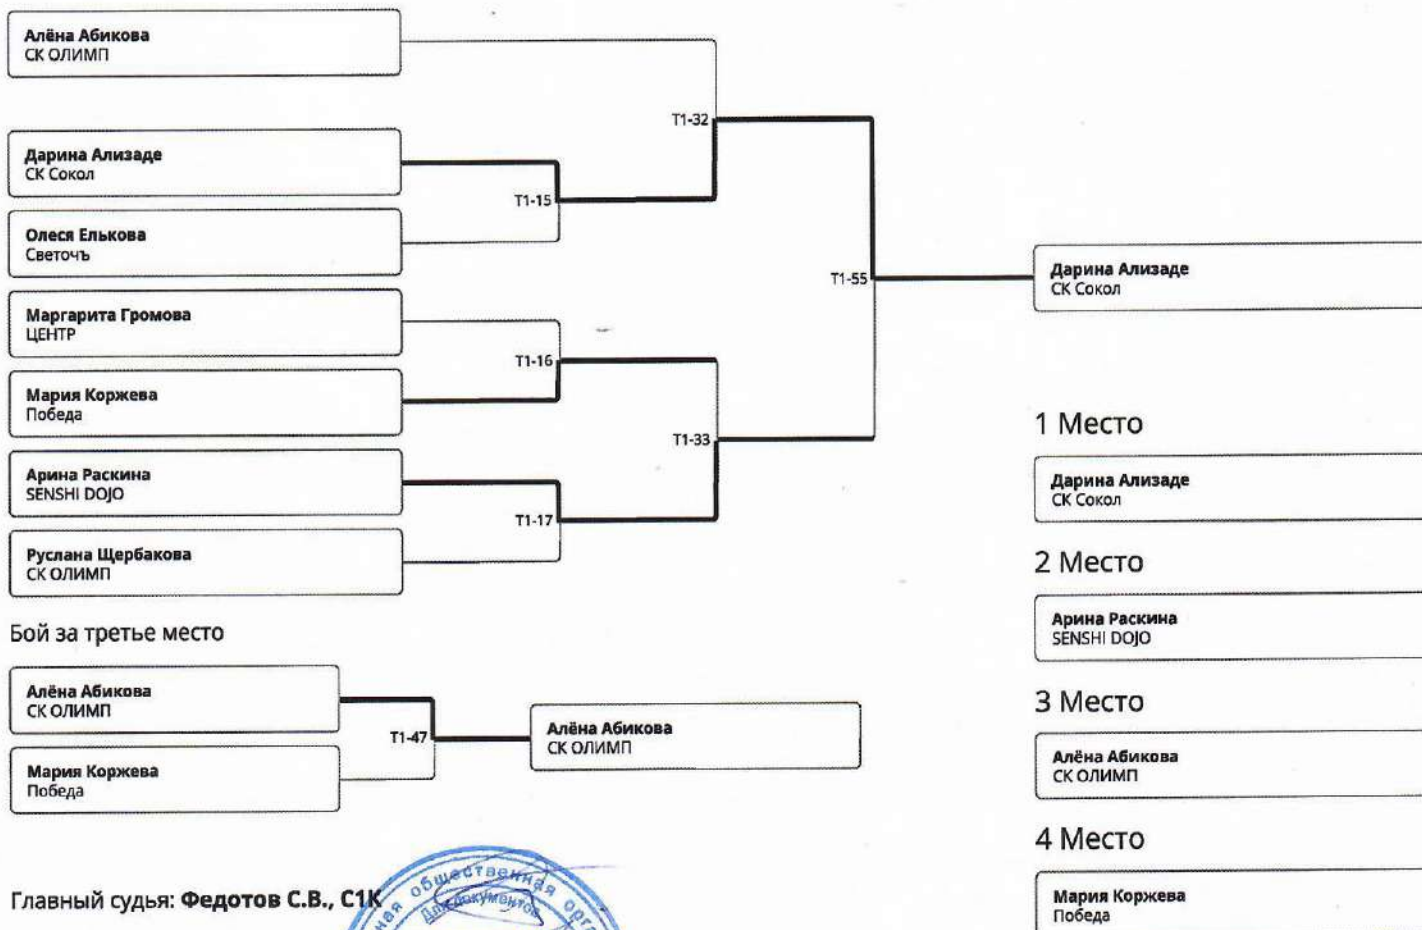 Алёна Абикова
СК ОЛИМП
Дарина Ализаде
СК Сокол
Олеся Елькова
Светочъ
Маргарита Громова
ЦЕНТР
Мария Коржева
Победа
Арина Раскина
SENSHI DOJO
Руслана Щербакова
СК ОЛИМП
T1-32
T1-15
T1-16
T1-33
T1-17
T1-55
Дарина Ализаде
СК Сокол
1 Место
Дарина Ализаде
СК Сокол
2 Место
Арина Раскина
SENSHI DOJO
3 Место
Алёна Абикова
СК ОЛИМП
4 Место
Мария Коржева
Победа
Бой за третье место
Алёна Абикова
СК ОЛИМП
Мария Коржева
Победа
T1-47
Алёна Абикова
СК ОЛИМП
Главный судья: Федотов С.В., С1К
общественная
Для документов